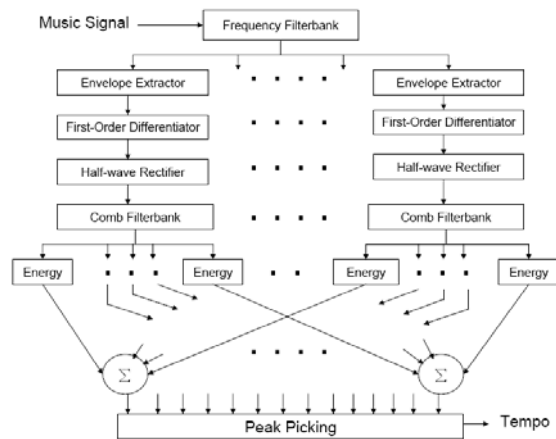 Music Signal
Frequency Filterbank
Envelope Extractor
Envelope Extractor
First-Order Differentiator
First-Order Differentiator
Half-wave Rectifier
Half-wave Rectifier
Comb Filterbank
Comb Filterbank
Energy
Energy
Energy
Energy
Σ
Σ
Peak Picking
Tempo